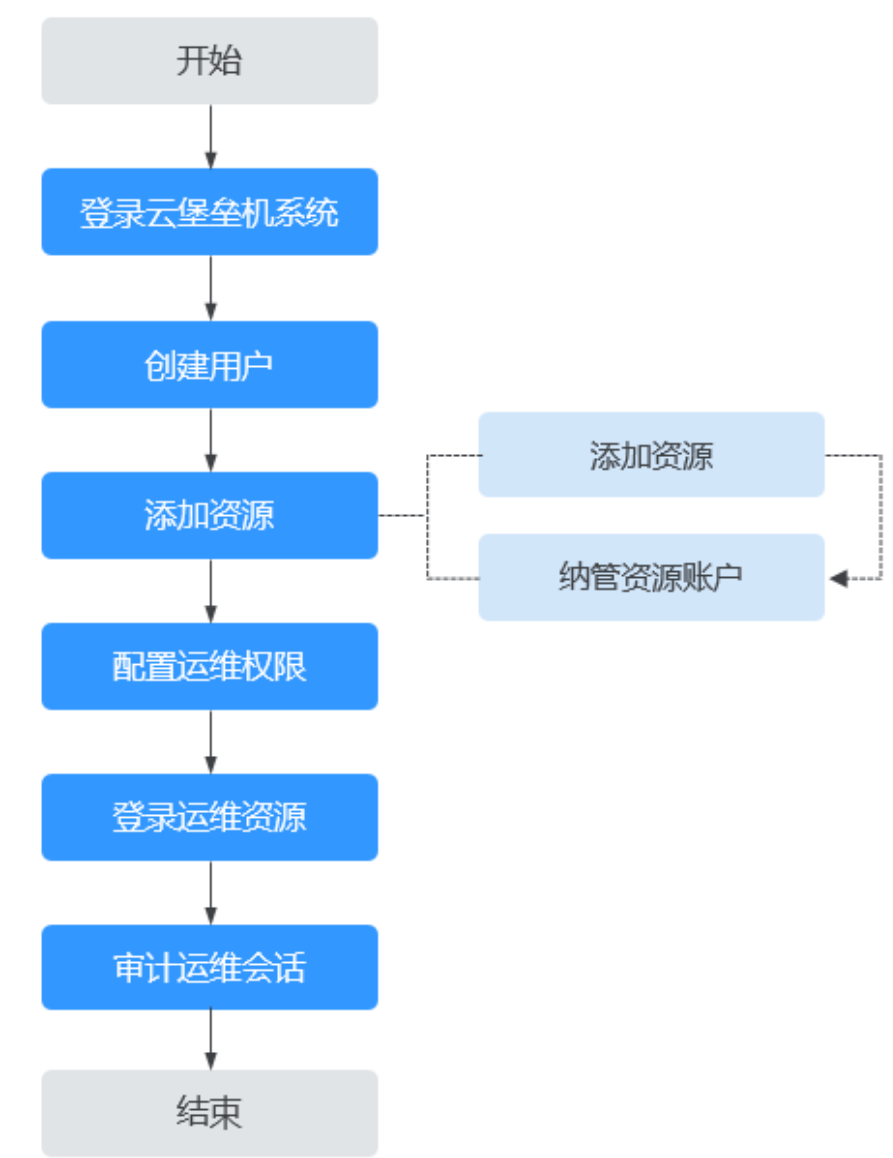 开始
登录云堡垒机系统
创建用户
添加资源
添加资源
纳管资源账户
配置运维权限
登录运维资源
审计运维会话
结束